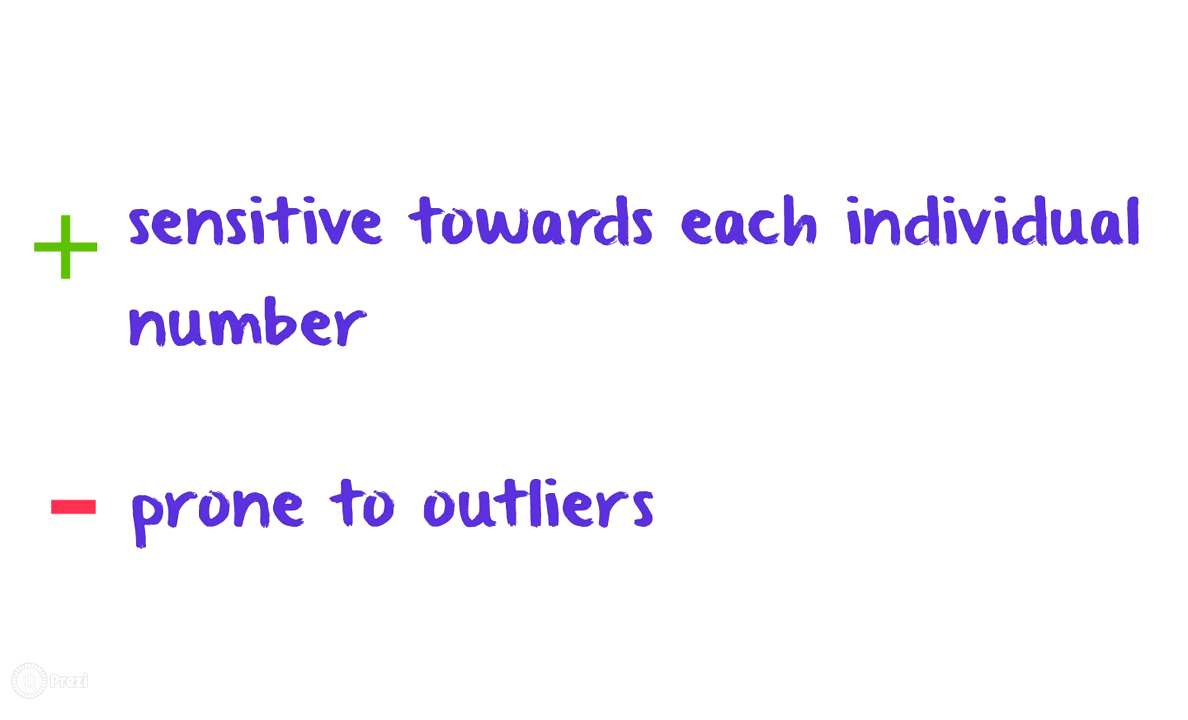 + sensitive towards each individual
number
- prone to outliers
Prezi